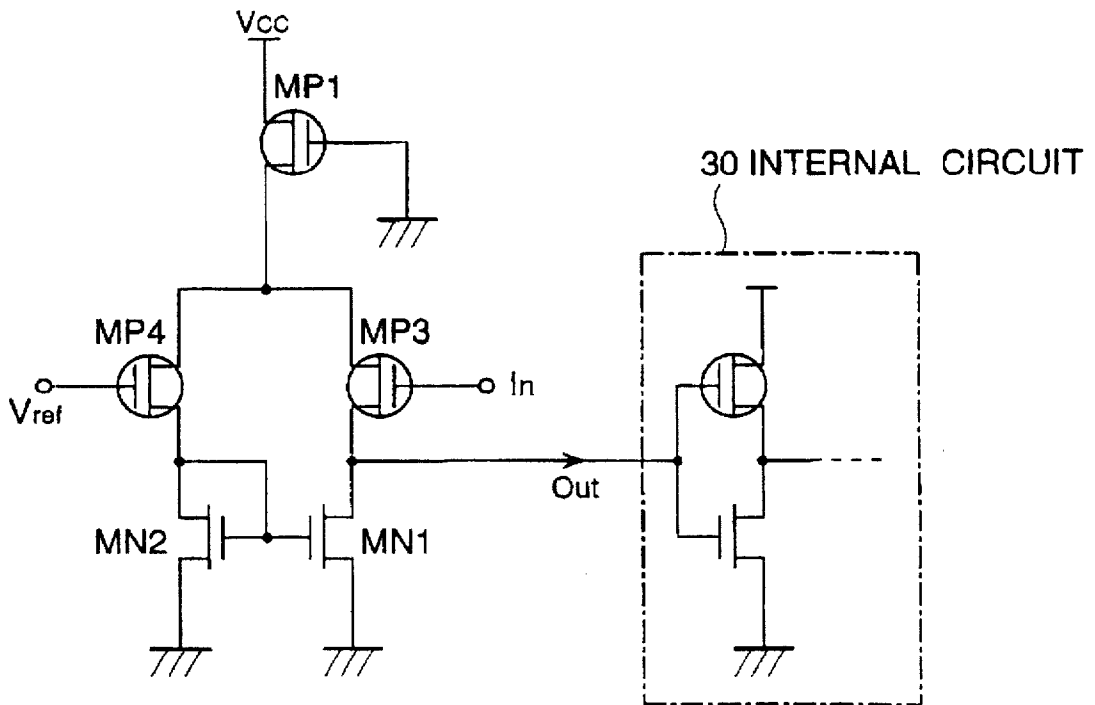 Vcc
MP1
30 INTERNAL CIRCUIT
MP4
MP3
Vref
In
Out
MN2
MN1